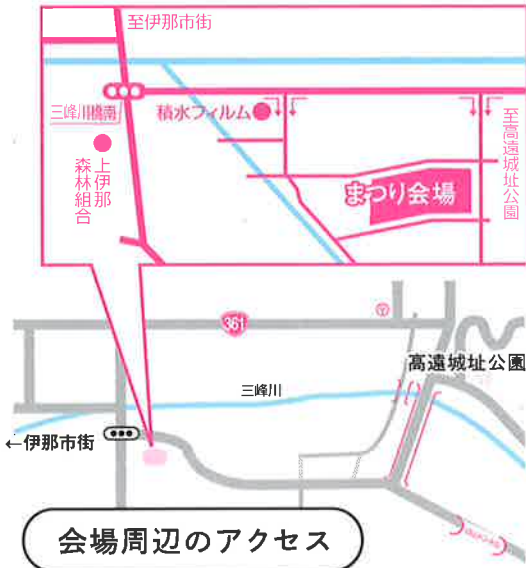 至伊那市街
三峰川橋南
積水フィルム
至高遠城址公園
上伊那
森林組合
まつり会場
361
高遠城址公園
三峰川
←伊那市街
会場周辺のアクセス